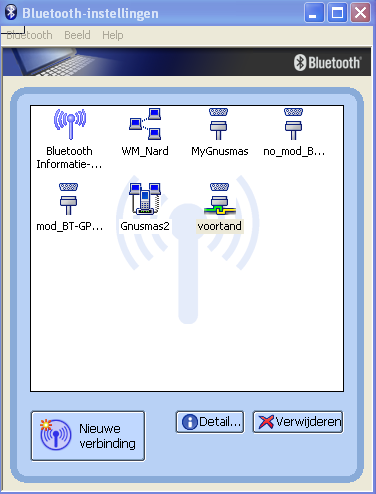 Bluetooth-instellingen
Bluetooth Beeld Help
Bluetooth®
Bluetooth Informatie-...
WM_Nard
MyGnusmas
no_mod_B...
mod_BT-GP...
Gnusmas2
voortand
Nieuwe verbinding
Detail...
Verwijderen